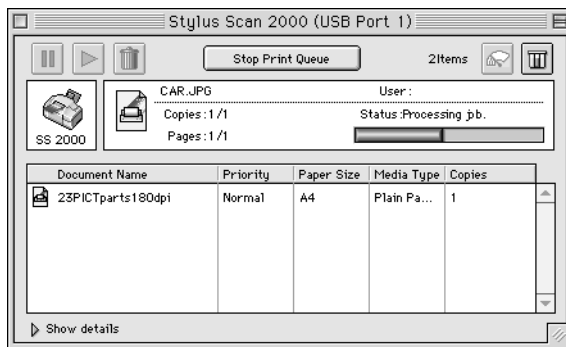 Stylus Scan 2000 (USB Port 1)
Stop Print Queue
2Items
SS 2000
CAR.JPG User :
Copies :1 /1 Status :Processing job.
Pages :1 /1
Document Name Priority Paper Size Media Type Copies
23PICTparts180dpi Normal A4 Plain Pa... 1
Show details